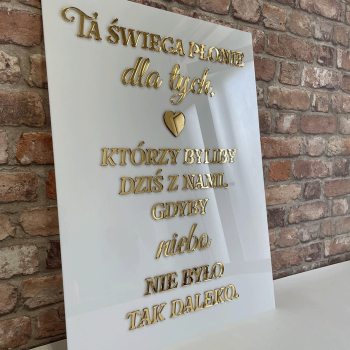 TA ŚWIECA PŁONIE
dla tych,
KTÓRZY BYLIBY
DZIŚ Z NAMI,
GDYBY
niebo
NIE BYŁO
TAK DALEKO.